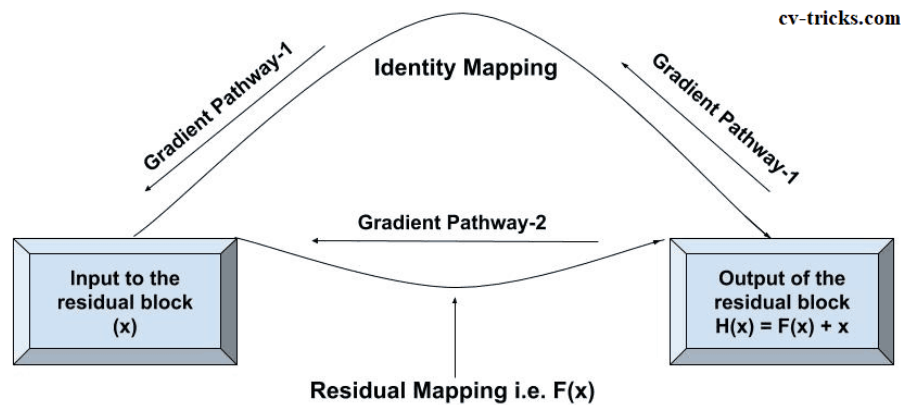 cv-tricks.com
Gradient Pathway-1
Identity Mapping
Gradient Pathway-1
Gradient Pathway-2
Input to the
residual block
(x)
Output of the
residual block
H(x) = F(x) + x
Residual Mapping i.e. F(x)